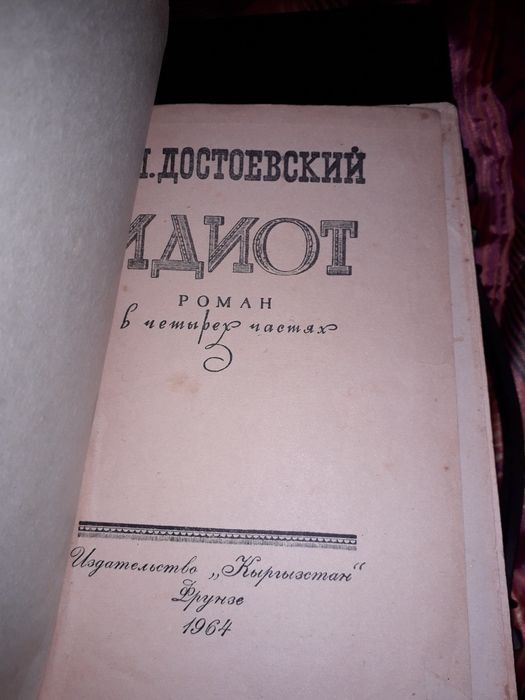 М. ДОСТОЕВСКИЙ
ИДИОТ
РОМАН
в четырех частях
Издательство „Кыргызстан“
Фрунзе
1964